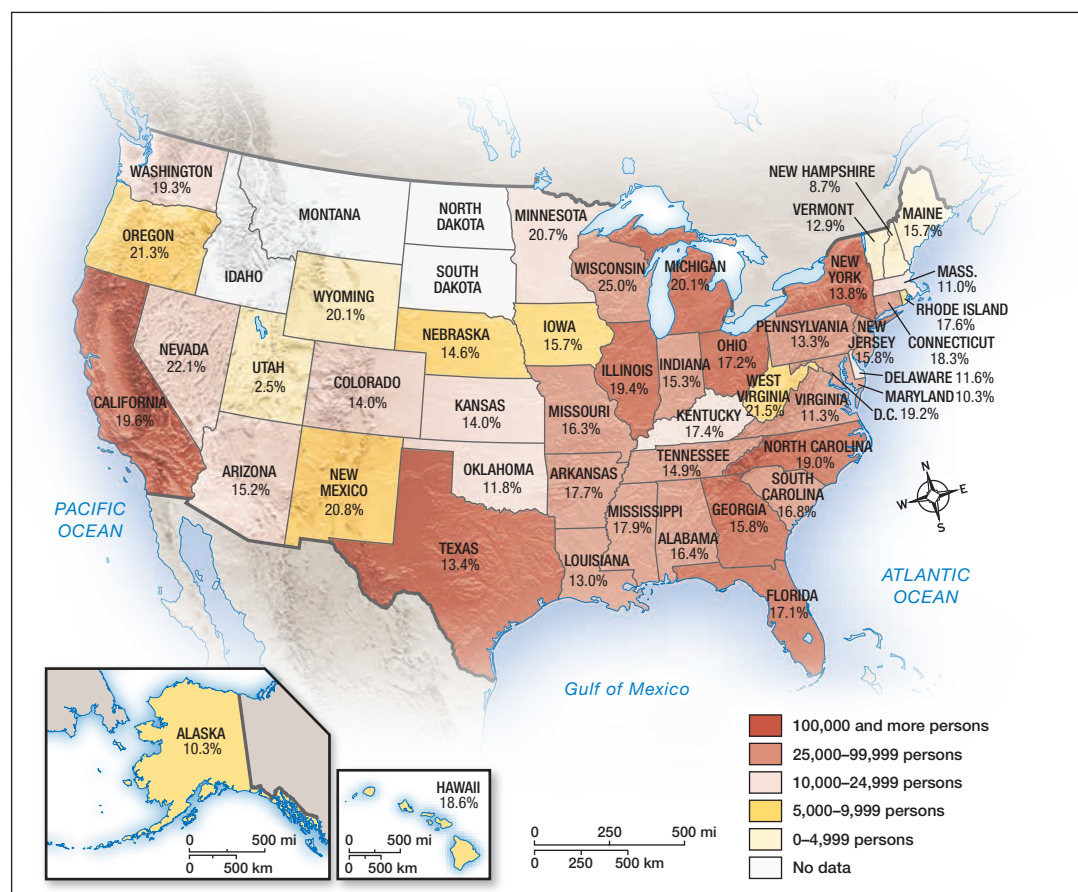 NEW HAMPSHIRE
8.7%
VERMONT
12.9%
MAINE
15.7%
WASHINGTON
19.3%
MONTANA
NORTH
DAKOTA
MINNESOTA
20.7%
OREGON
21.3%
IDAHO
SOUTH
DAKOTA
WISCONSIN
25.0%
MICHIGAN
20.1%
NEW
YORK
13.8%
MASS.
11.0%
RHODE ISLAND
17.6%
CONNECTICUT
18.3%
WYOMING
20.1%
NEBRASKA
14.6%
IOWA
15.7%
PENNSYLVANIA
13.3%
NEW
JERSEY
15.8%
NEVADA
22.1%
UTAH
2.5%
COLORADO
14.0%
ILLINOIS
19.4%
INDIANA
15.3%
OHIO
17.2%
DELAWARE 11.6%
MARYLAND 10.3%
D.C. 19.2%
WEST
VIRGINIA
21.5%
VIRGINIA
11.3%
CALIFORNIA
19.6%
KANSAS
14.0%
MISSOURI
16.3%
KENTUCKY
17.4%
NORTH CAROLINA
19.0%
TENNESSEE
14.9%
ARIZONA
15.2%
NEW
MEXICO
20.8%
OKLAHOMA
11.8%
ARKANSAS
17.7%
SOUTH
CAROLINA
16.8%
MISSISSIPPI
17.9%
ALABAMA
16.4%
GEORGIA
15.8%
N
W
E
S
PACIFIC
OCEAN
TEXAS
13.4%
LOUISIANA
13.0%
FLORIDA
17.1%
ATLANTIC
OCEAN
Gulf of Mexico
ALASKA
10.3%
0 500 mi
0 500 km
HAWAII
18.6%
0 500 mi
0 500 km
0 250 500 mi
0 250 500 km
100,000 and more persons
25,000–99,999 persons
10,000–24,999 persons
5,000–9,999 persons
0–4,999 persons
No data